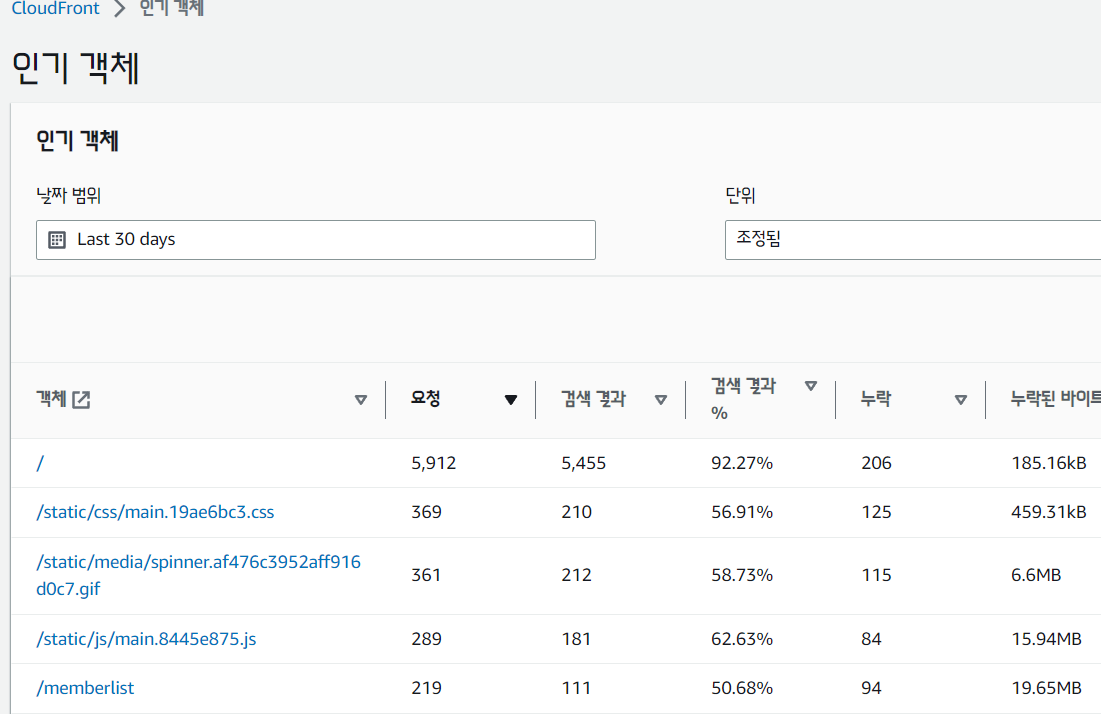 CloudFront > 인기 객체
인기 객체
인기 객체
날짜 범위 단위
Last 30 days 조정됨
객체 요청 검색 결과 검색 결과 % 누락 누락된 바이트
/ 5,912 5,455 92.27% 206 185.16kB
/static/css/main.19ae6bc3.css 369 210 56.91% 125 459.31kB
/static/media/spinner.af476c3952aff916
d0c7.gif 361 212 58.73% 115 6.6MB
/static/js/main.8445e875.js 289 181 62.63% 84 15.94MB
/memberlist 219 111 50.68% 94 19.65MB